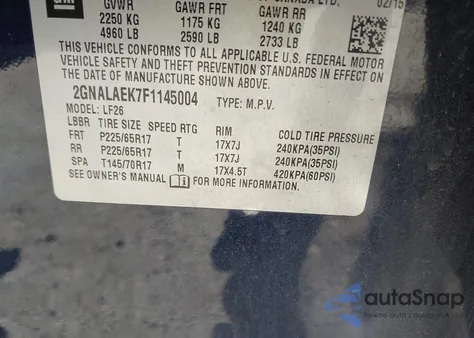 GM
CANADA LTD.
02/15
GVWR GAWR FRT GAWR RR
2250 KG 1175 KG 1240 KG
4960 LB 2590 LB 2733 LB
THIS VEHICLE CONFORMS TO ALL APPLICABLE U.S. FEDERAL MOTOR
VEHICLE SAFETY AND THEFT PREVENTION STANDARDS IN
EFFECT ON THE DATE OF MANUFACTURE SHOWN ABOVE.
2GNALAEK7F1145004 TYPE: M.P.V.
MODEL: LF26
LBBR TIRE SIZE SPEED RTG RIM COLD TIRE PRESSURE
FRT P225/65R17 T 17X7J 240KPA(35PSI)
RR P225/65R17 T 17X7J 240KPA(35PSI)
SPA T145/70R17 M 17X4.5T 420KPA(60PSI)
SEE OWNER'S MANUAL FOR MORE INFORMATION.
autoSnap